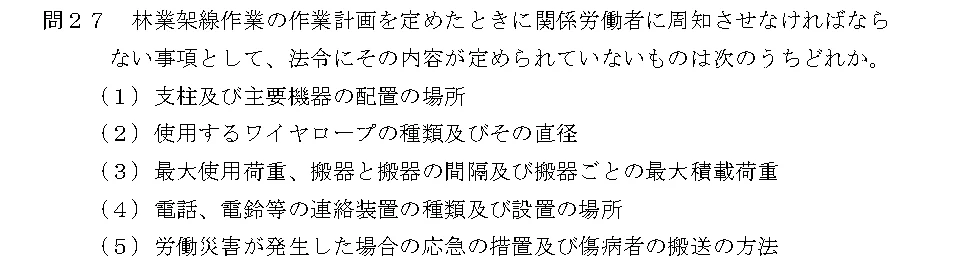 問２７　林業架線作業の作業計画を定めたときに関係労働者に周知させなければなら
ない事項として、法令にその内容が定められていないものは次のうちどれか。
（１）支柱及び主要機器の配置の場所
（２）使用するワイヤロープの種類及びその直径
（３）最大使用荷重、搬器と搬器の間隔及び搬器ごとの最大積載荷重
（４）電話、電鈴等の連絡装置の種類及び設置の場所
（５）労働災害が発生した場合の応急の措置及び傷病者の搬送の方法